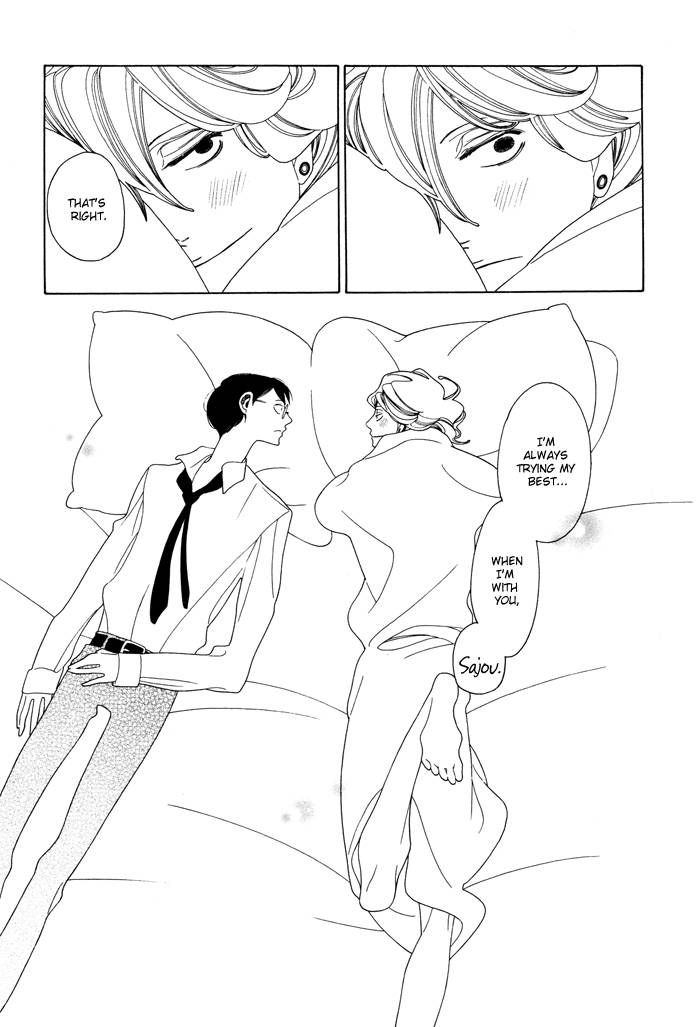 THAT'S
RIGHT.
I'M
ALWAYS
TRYING MY
BEST...
WHEN
I'M
WITH
YOU,
Sajou.